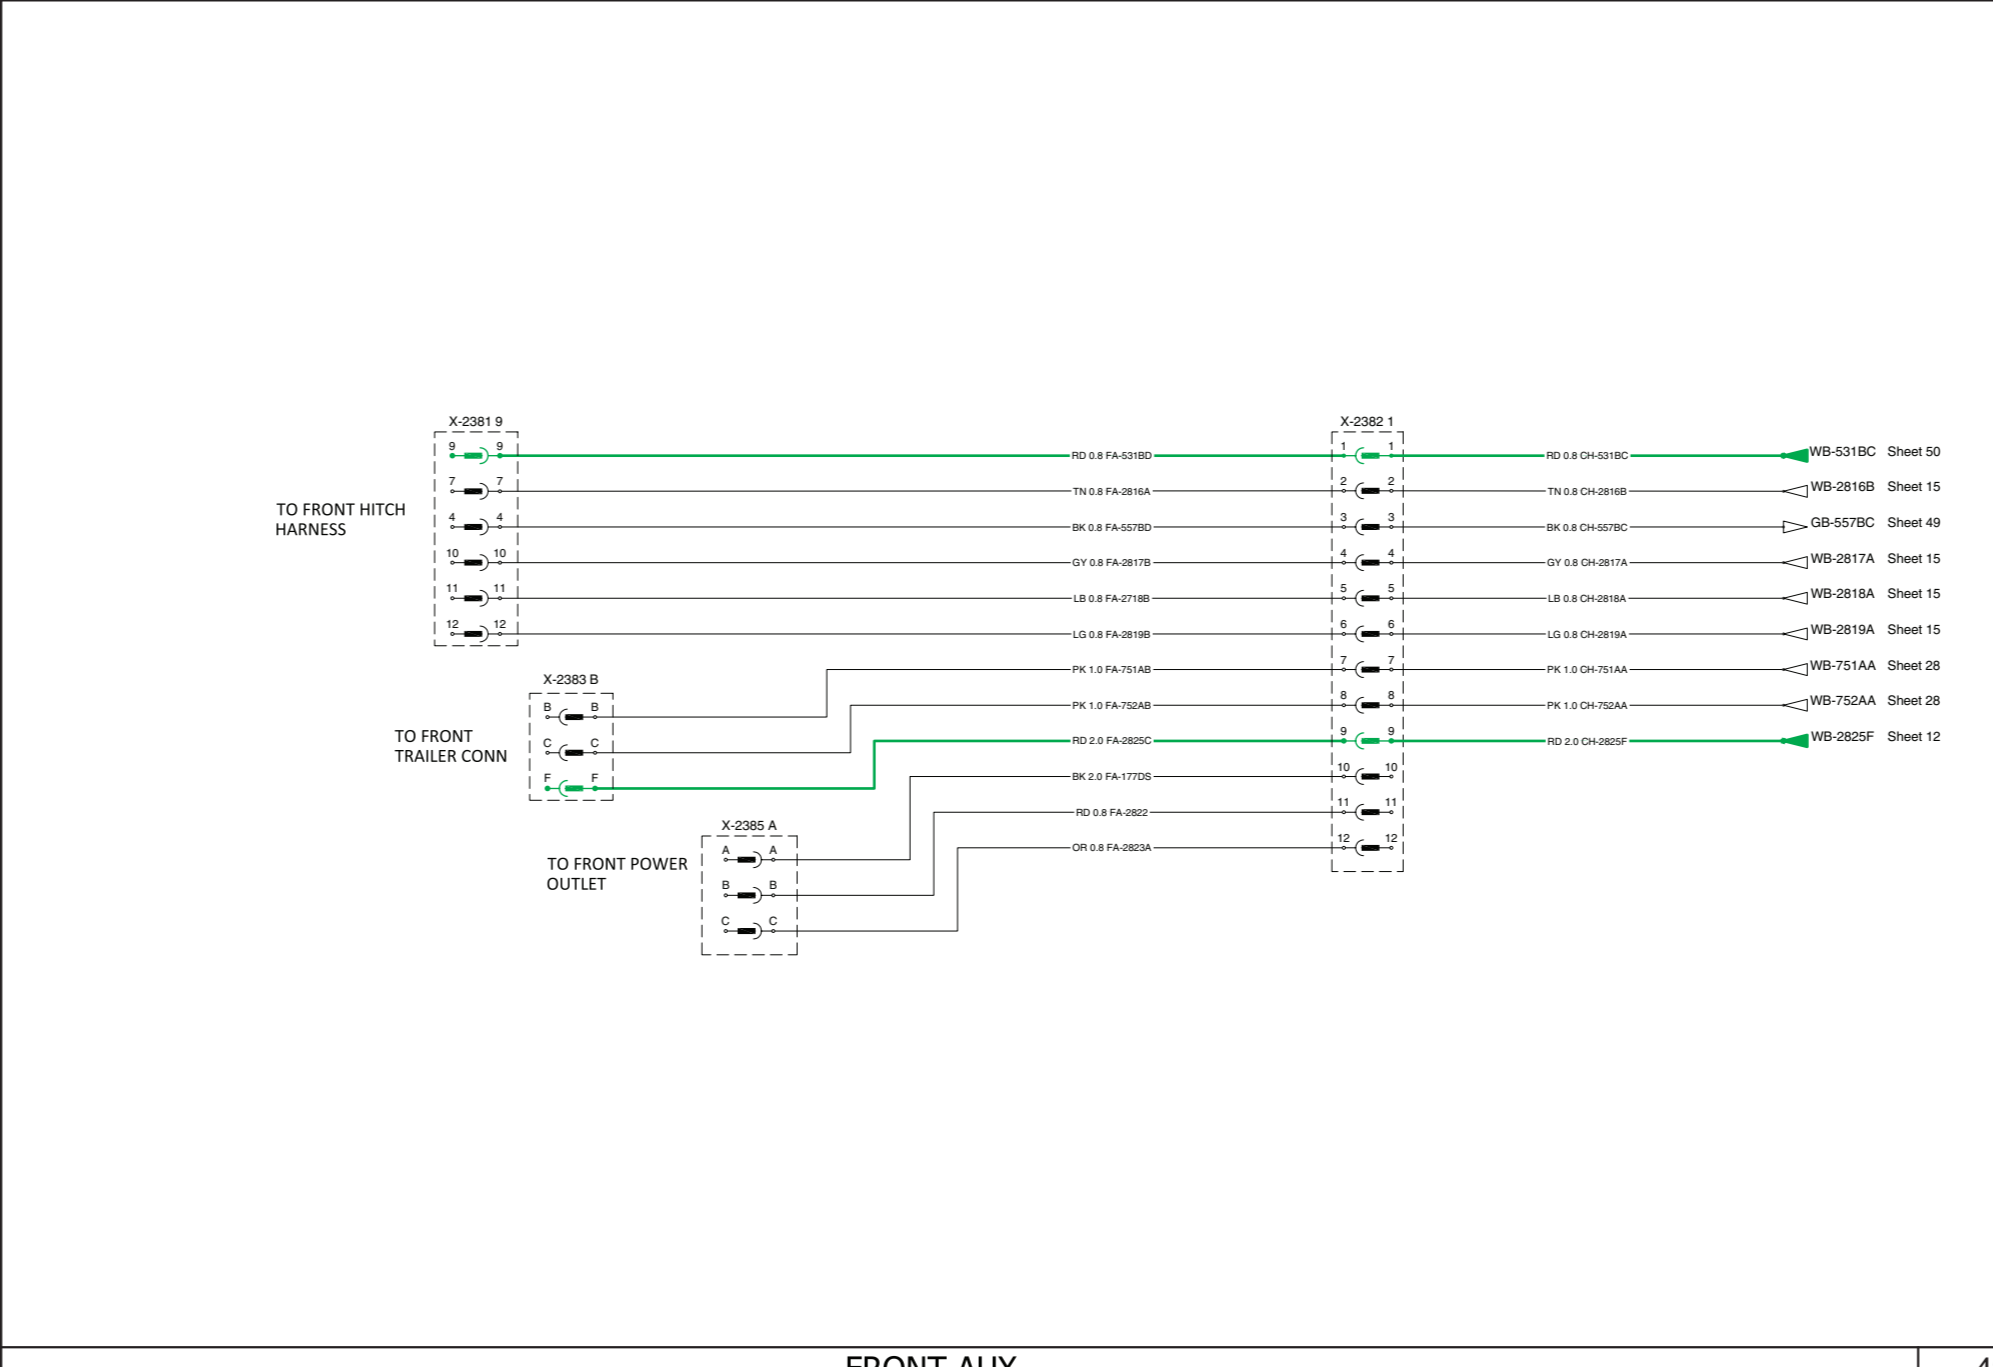 X-2381 9
X-2382 1
9 9 RD 0.8 FA-531BD 1 1 RD 0.8 CH-531BC WB-531BC Sheet 50
7 7 TN 0.8 FA-2816A 2 2 TN 0.8 CH-2816B WB-2816B Sheet 15
TO FRONT HITCH
HARNESS
4 4 BK 0.8 FA-557BD 3 3 BK 0.8 CH-557BC GB-557BC Sheet 49
10 10 GY 0.8 FA-2817B 4 4 GY 0.8 CH-2817A WB-2817A Sheet 15
11 11 LB 0.8 FA-2718B 5 5 LB 0.8 CH-2818A WB-2818A Sheet 15
12 12 LG 0.8 FA-2819B 6 6 LG 0.8 CH-2819A WB-2819A Sheet 15
X-2383 B
PK 1.0 FA-751AB 7 7 PK 1.0 CH-751AA WB-751AA Sheet 28
B B
PK 1.0 FA-752AB 8 8 PK 1.0 CH-752AA WB-752AA Sheet 28
TO FRONT
TRAILER CONN
C C
RD 2.0 FA-2825C 9 9 RD 2.0 CH-2825F WB-2825F Sheet 12
F F
BK 2.0 FA-177DS 10 10
RD 0.8 FA-2822 11 11
X-2385 A
OR 0.8 FA-2823A 12 12
A A
TO FRONT POWER
OUTLET
B B
C C
FRONT AUX